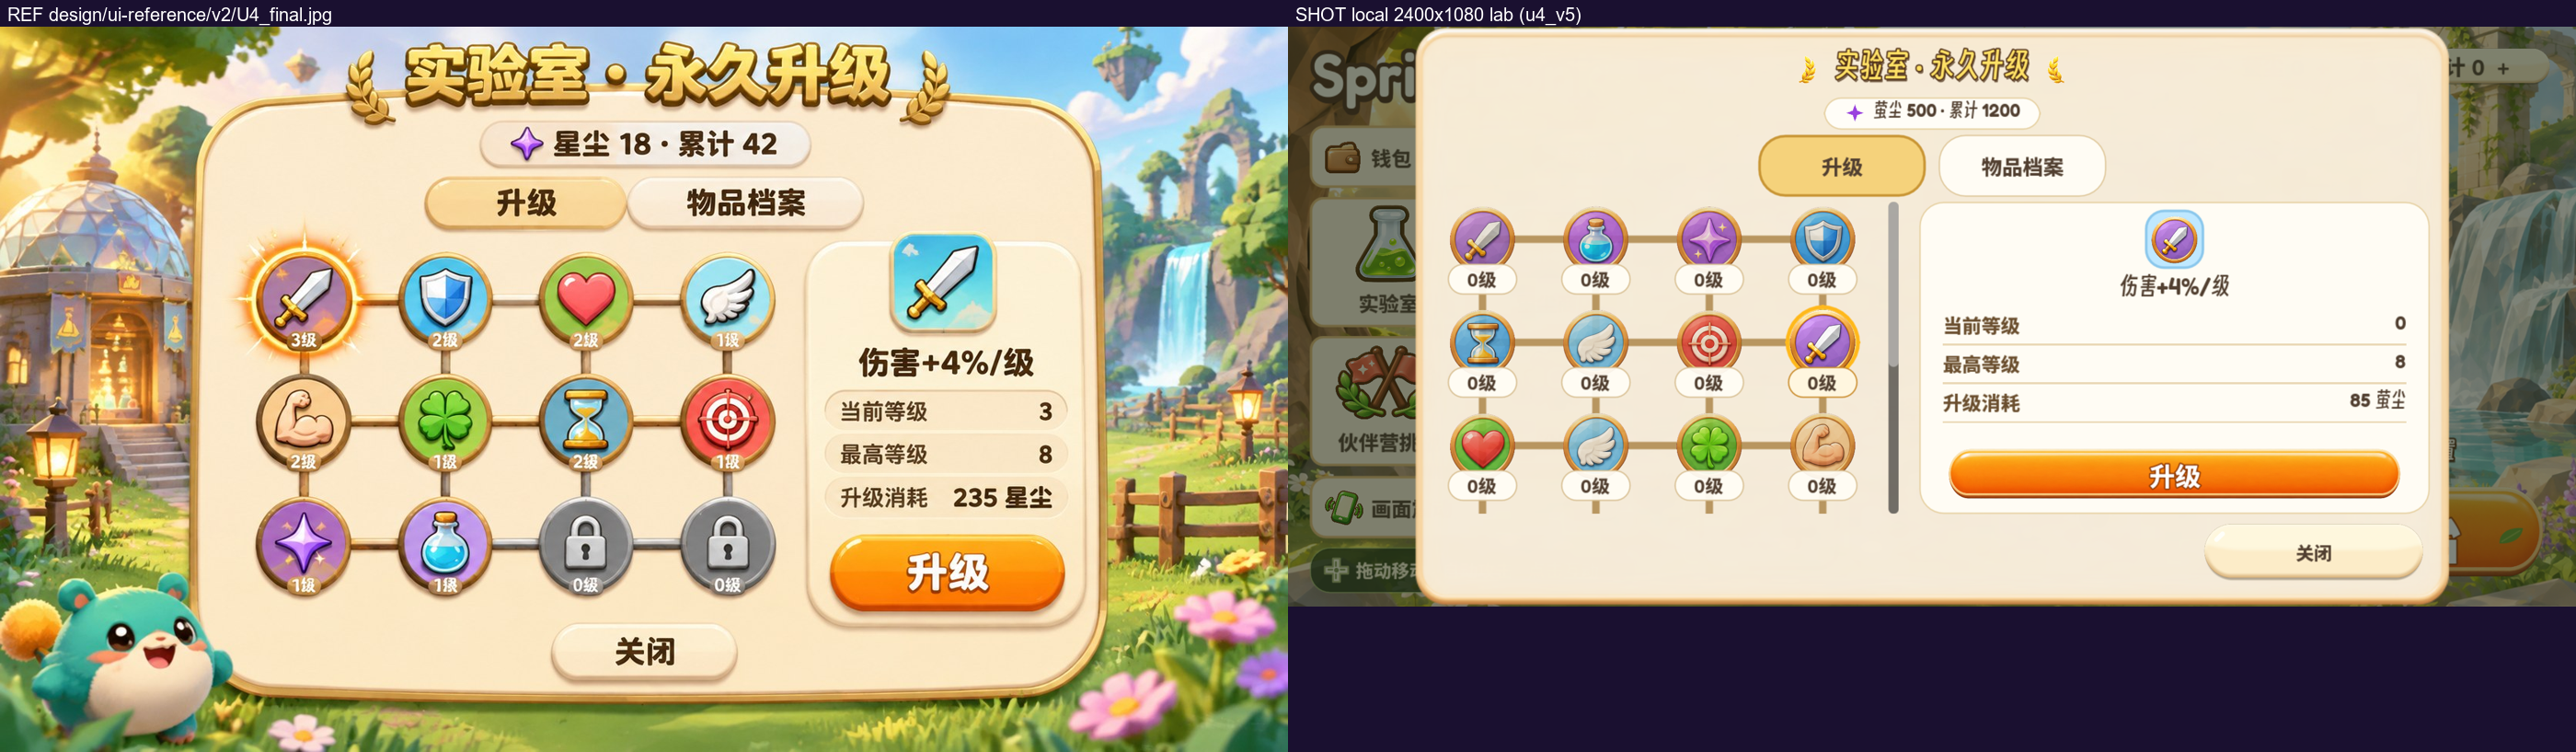 REF design/ui-reference/v2/U4_final.jpg
实验室·永久升级
星尘 18·累计 42
升级
物品档案
3级
2级
2级
1级
2级
1级
2级
1级
1级
1级
0级
0级
伤害+4%/级
当前等级 3
最高等级 8
升级消耗 235 星尘
升级
关闭
SHOT local 2400x1080 lab (u4_v5)
Spri
钱包
实验室
伙伴营
画面
拖动移
计 0 +
实验室·永久升级
萤尘 500·累计 1200
升级
物品档案
0级
0级
0级
0级
0级
0级
0级
0级
0级
0级
0级
0级
伤害+4%/级
当前等级 0
最高等级 8
升级消耗 85 萤尘
升级
关闭